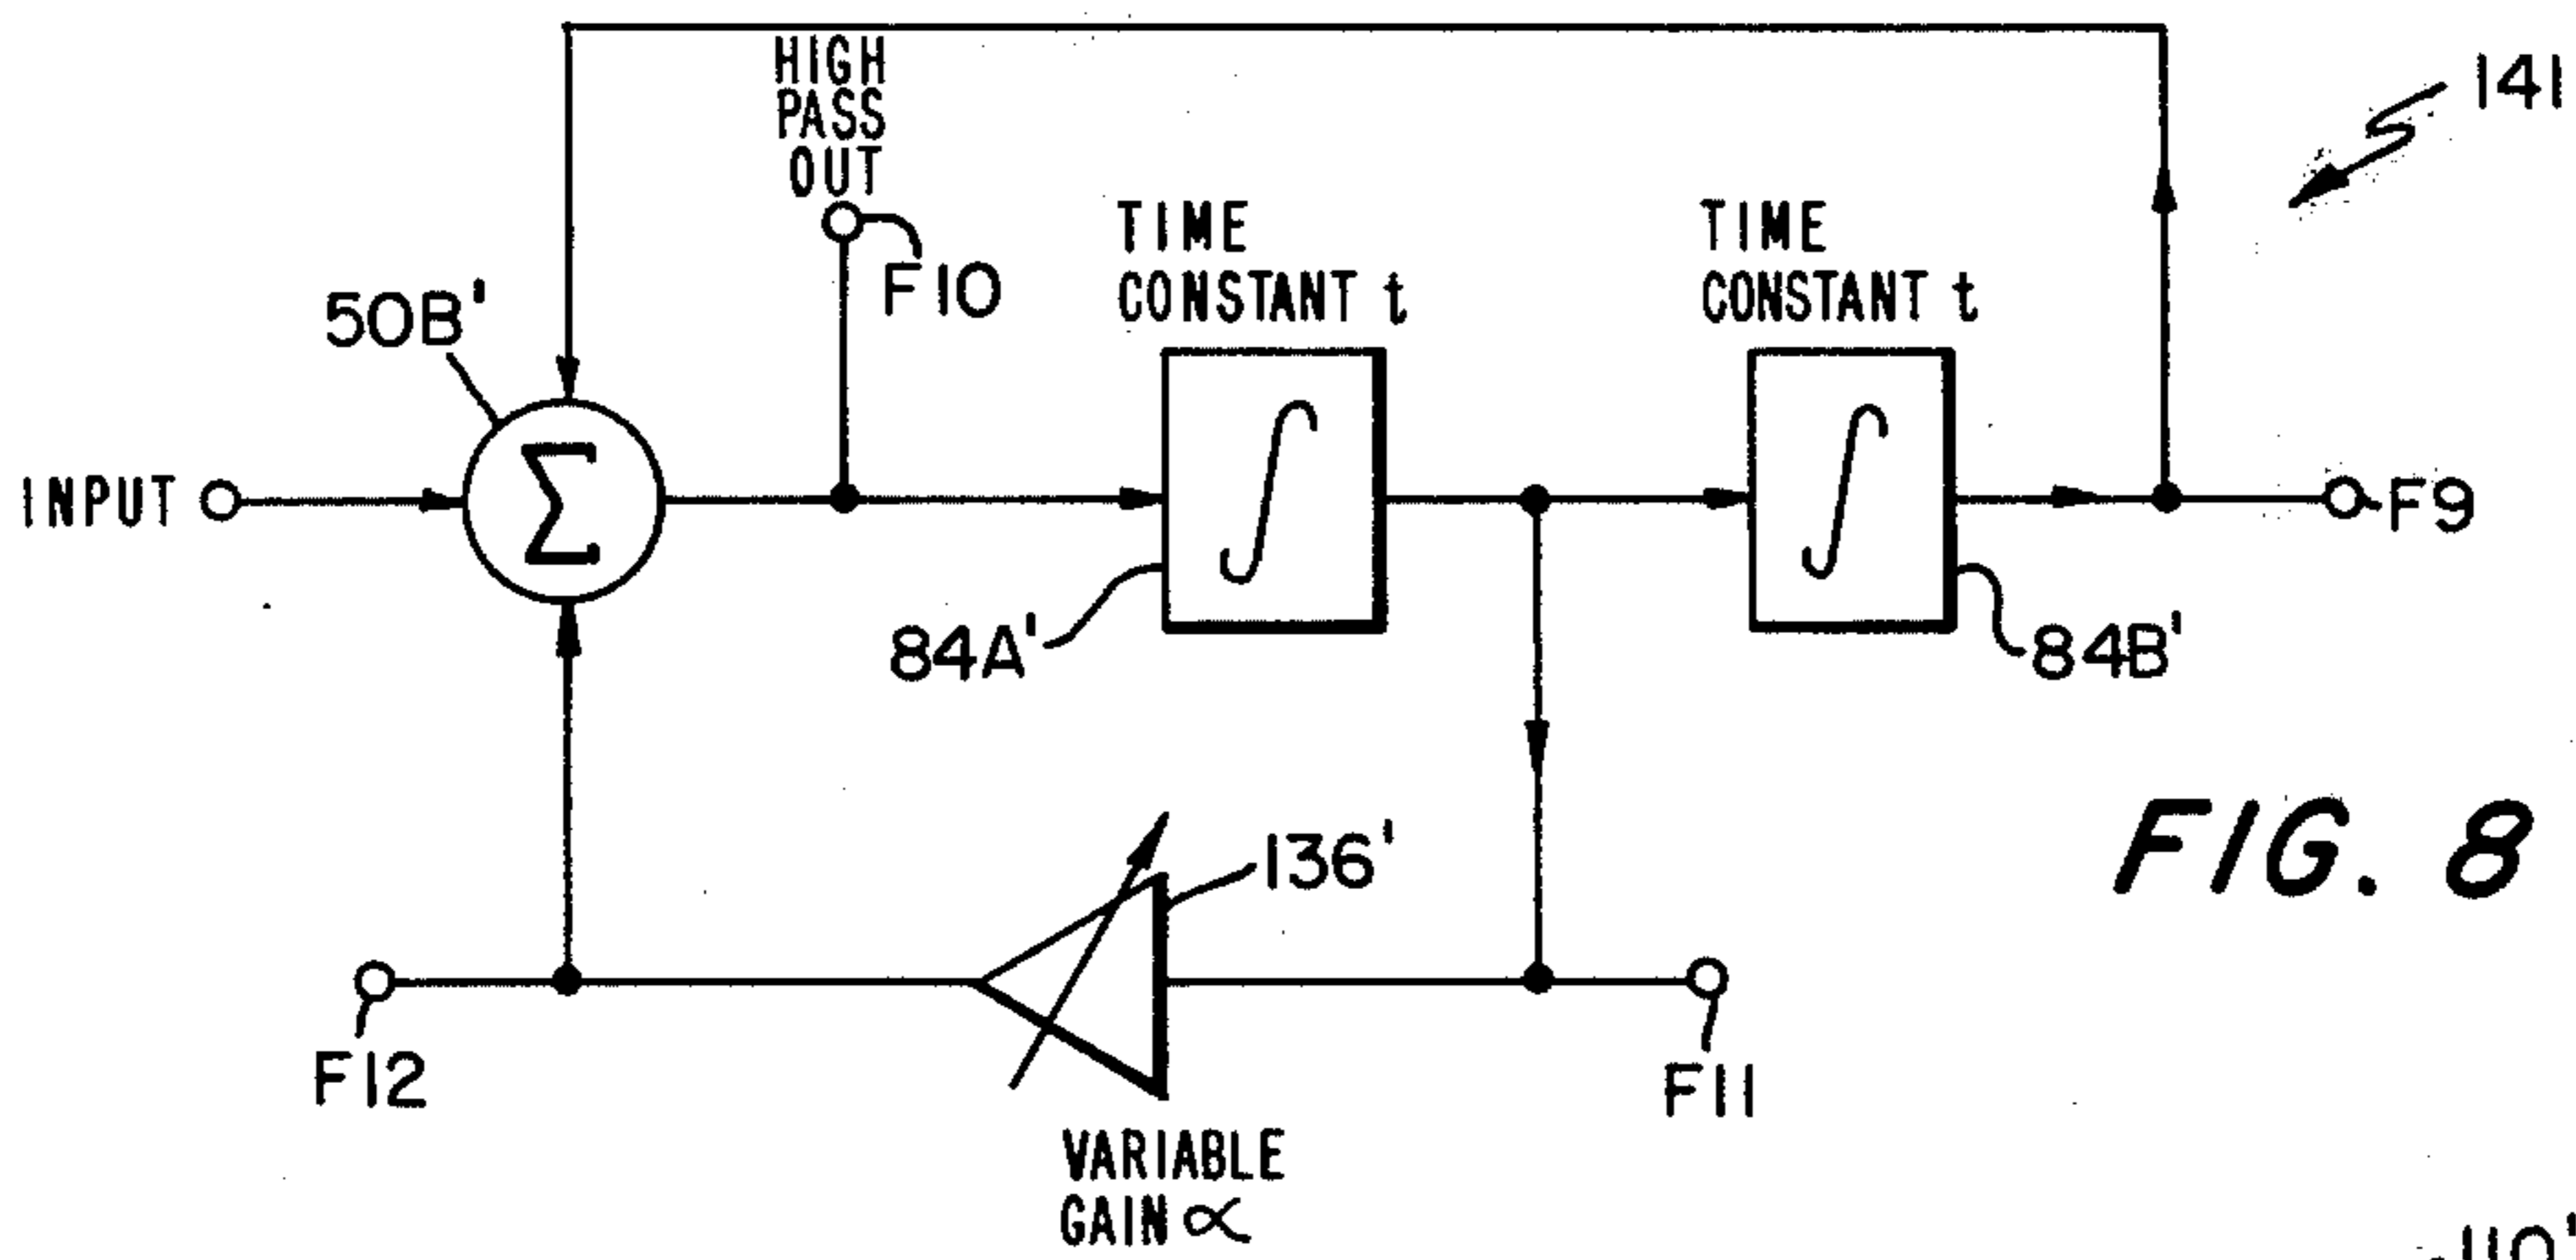 141
HIGH
PASS
OUT
TIME
CONSTANT t
TIME
CONSTANT t
F10
50B'
INPUT
Σ
∫
∫
F9
84A'
84B'
136'
FIG. 8
F12
F11
VARIABLE
GAIN ∝
110'